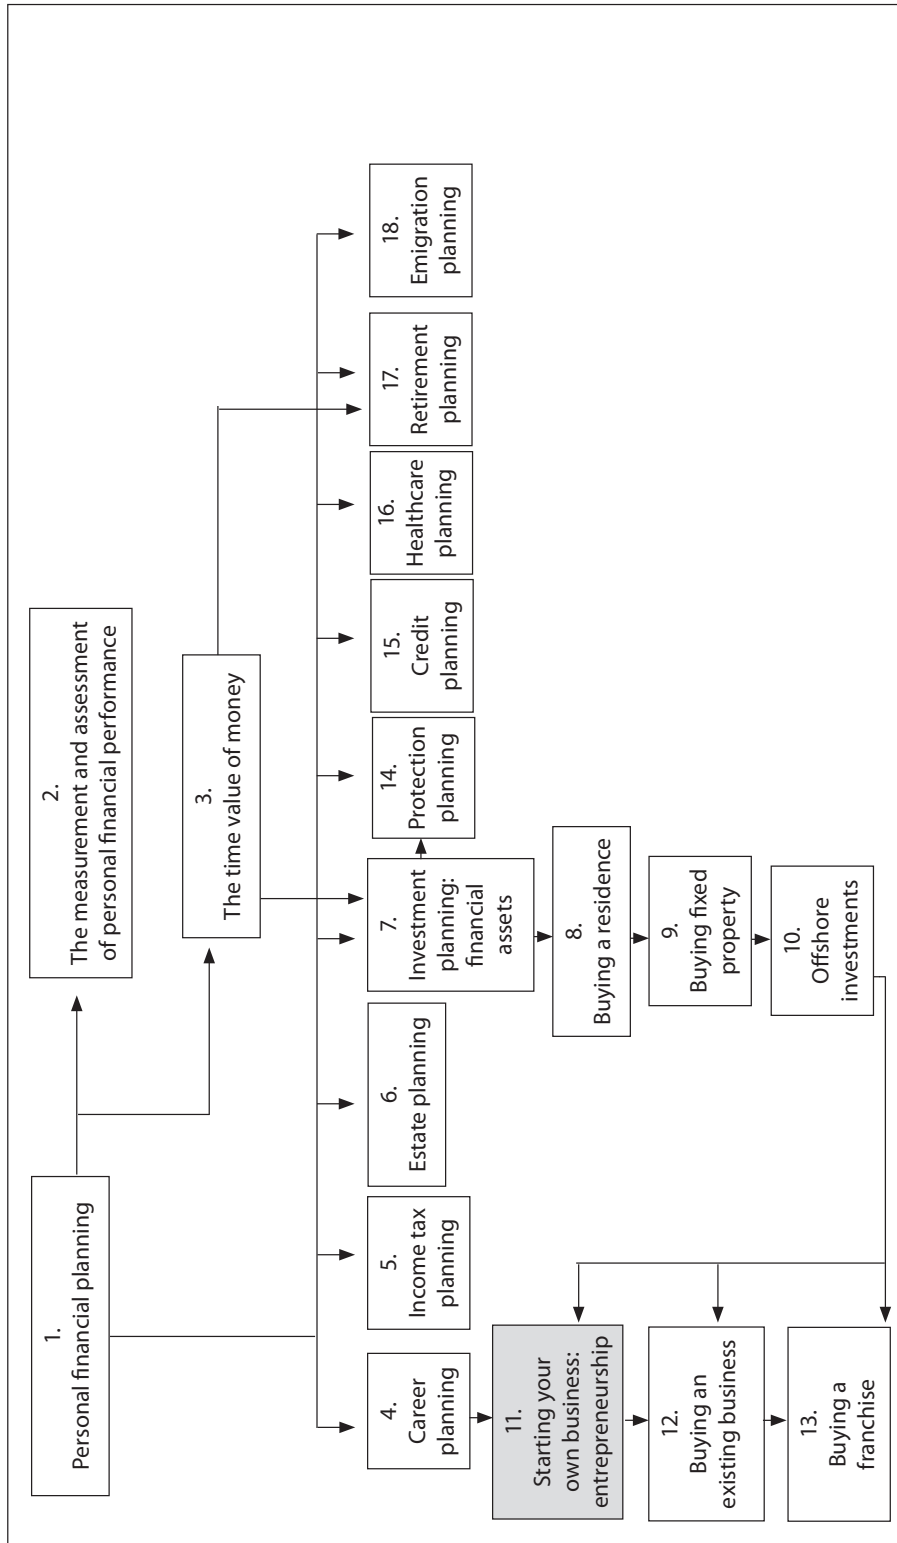 1.
Personal financial planning
2.
The measurement and assessment
of personal financial performance
3.
The time value of money
4.
Career
planning
5.
Income tax
planning
6.
Estate planning
7.
Investment
planning:
financial
assets
14.
Protection
planning
15.
Credit
planning
16.
Healthcare
planning
17.
Retirement
planning
18.
Emigration
planning
8.
Buying a residence
9.
Buying fixed
property
10.
Offshore
investments
11.
Starting your
own business:
entrepreneurship
12.
Buying an
existing business
13.
Buying a
franchise